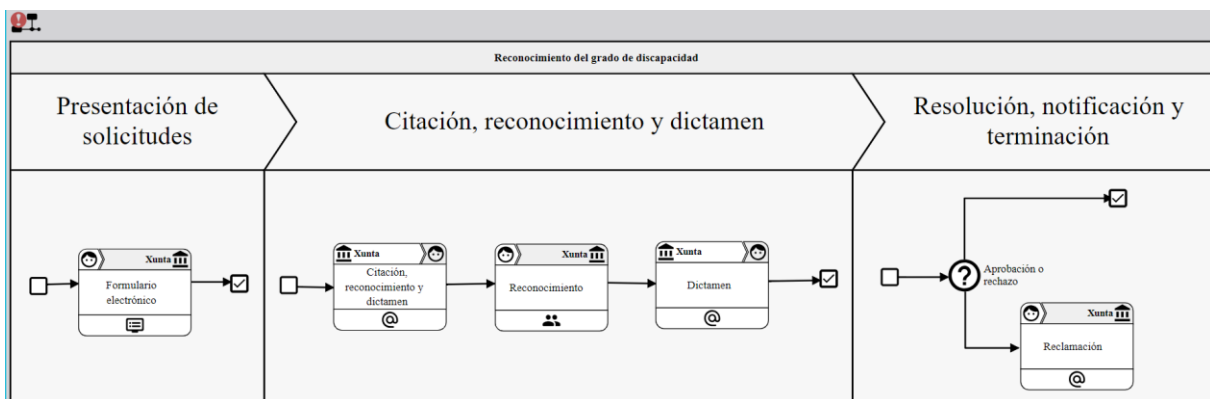 Reconocimiento del grado de discapacidad
Presentación de
solicitudes
Citación, reconocimiento y dictamen
Resolución, notificación y
terminación
Xunta
Formulario
electrónico
Xunta
Citación,
reconocimiento y
dictamen
Xunta
Reconocimiento
Xunta
Dictamen
Aprobación o
rechazo
Xunta
Reclamación